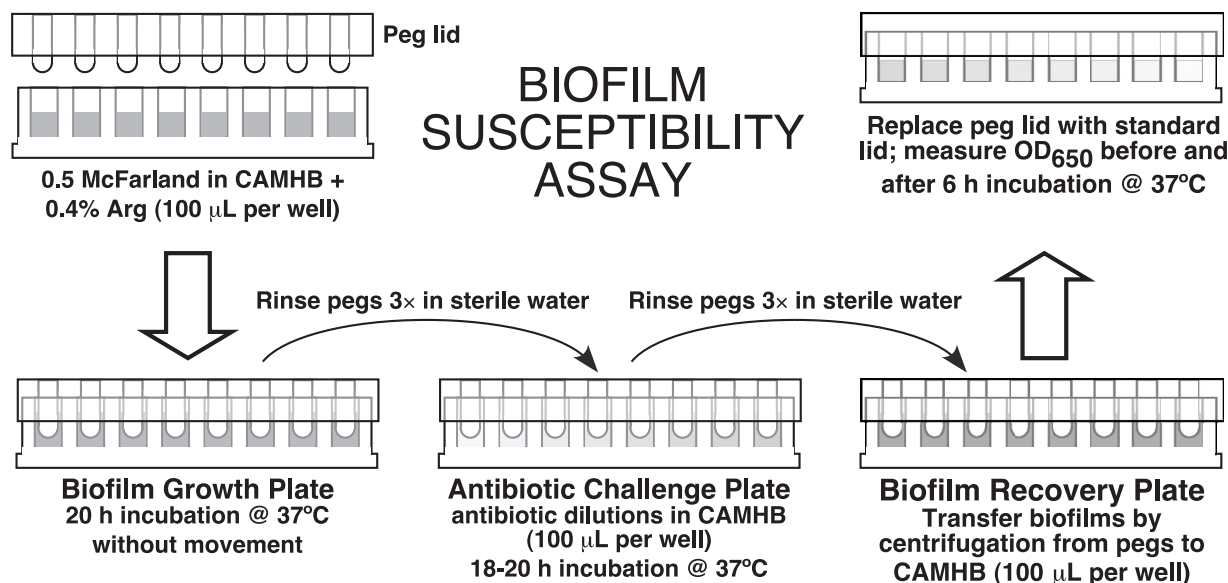 Peg lid
0.5 McFarland in CAMHB +
0.4% Arg (100 μL per well)
BIOFILM
SUSCEPTIBILITY
ASSAY
Replace peg lid with standard
lid; measure OD650 before and
after 6 h incubation @ 37ºC
Rinse pegs 3× in sterile water
Rinse pegs 3× in sterile water
Biofilm Growth Plate
20 h incubation @ 37ºC
without movement
Antibiotic Challenge Plate
antibiotic dilutions in CAMHB
(100 μL per well)
18-20 h incubation @ 37ºC
Biofilm Recovery Plate
Transfer biofilms by
centrifugation from pegs to
CAMHB (100 μL per well)